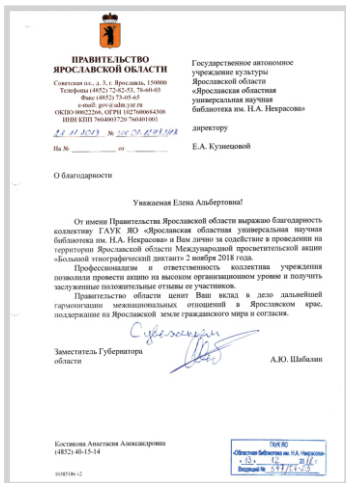 ПРАВИТЕЛЬСТВО
ЯРОСЛАВСКОЙ ОБЛАСТИ
Советская пл., д. 3, г. Ярославль, 150000
Телефоны (4852) 72-82-53, 78-60-03
Факс (4852) 73-05-65
e-mail: gov@adm.yar.ru
ОКПО 00022266, ОГРН 1027600684308
ИНН КПП 7604003720 760401001
№
На № от
Государственное автономное
учреждение культуры
Ярославской области
«Ярославская областная
универсальная научная
библиотека им. Н.А. Некрасова»
директору
Е.А. Кузнецовой
О благодарности
Уважаемая Елена Альбертовна!
От имени Правительства Ярославской области выражаю благодарность
коллективу ГАУК ЯО «Ярославская областная универсальная научная
библиотека им. Н.А. Некрасова» и Вам лично за содействие в проведении на
территории Ярославской области Международной просветительской акции
«Большой этнографический диктант» 2 ноября 2018 года.
Профессионализм и ответственность коллектива учреждения
позволили провести акцию на высоком организационном уровне и получить
заслуженные положительные отзывы ее участников.
Правительство области ценит Ваш вклад в дело дальнейшей
гармонизации межнациональных отношений в Ярославском крае,
поддержание на Ярославской земле гражданского мира и согласия.
С уважением
Заместитель Губернатора
области
А.Ю. Шабалин
Костикова Анастасия Александровна
(4852) 40-15-14
ГАУК ЯО
«Областная библиотека им. Н.А. Некрасова»
Входящий №